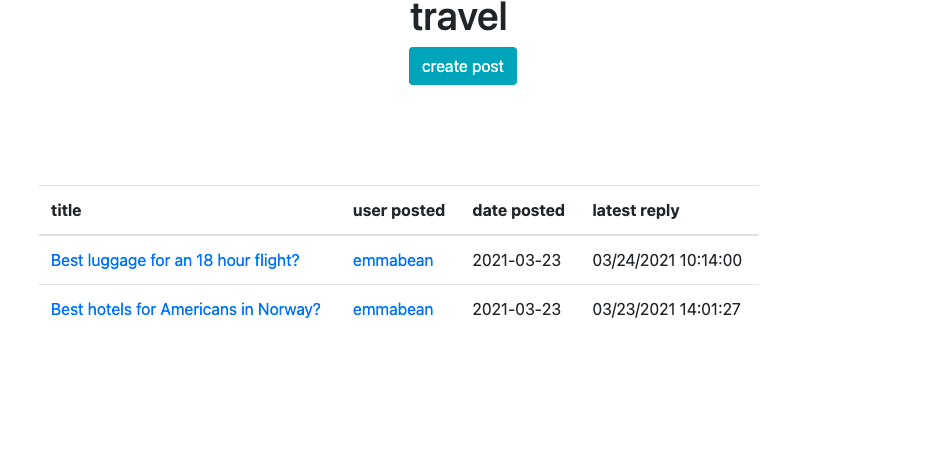 travel
create post
title user posted date posted latest reply
Best luggage for an 18 hour flight? emmabean 2021-03-23 03/24/2021 10:14:00
Best hotels for Americans in Norway? emmabean 2021-03-23 03/23/2021 14:01:27